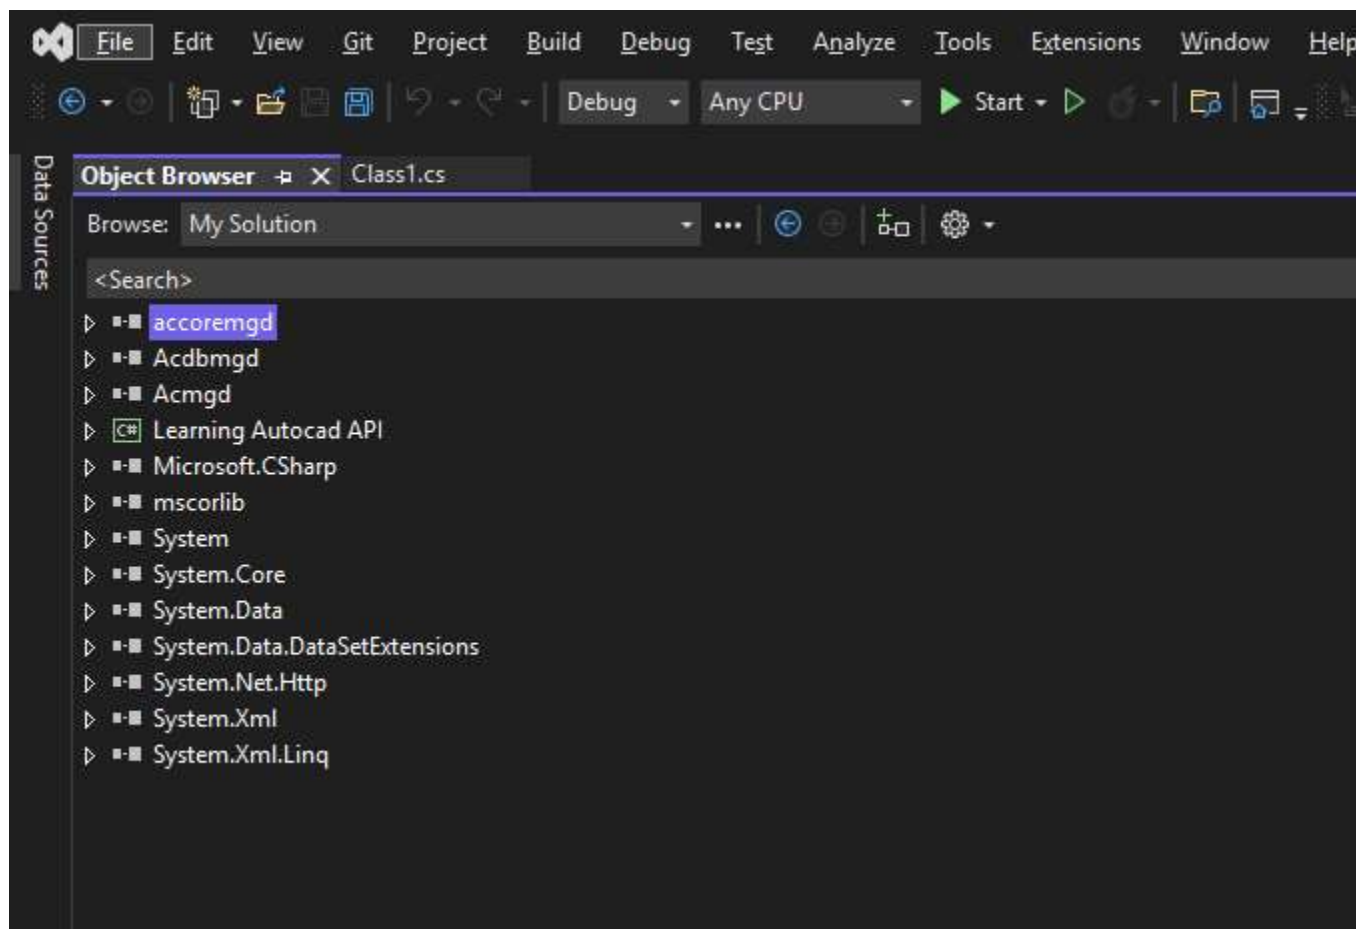 File Edit View Git Project Build Debug Test Analyze Tools Extensions Window Help
Debug Any CPU Start
Data Sources
Object Browser Class1.cs
Browse: My Solution
<Search>
accoremgd
Acdbmgd
Acmgd
C# Learning Autocad API
Microsoft.CSharp
mscorlib
System
System.Core
System.Data
System.Data.DataSetExtensions
System.Net.Http
System.Xml
System.Xml.Linq